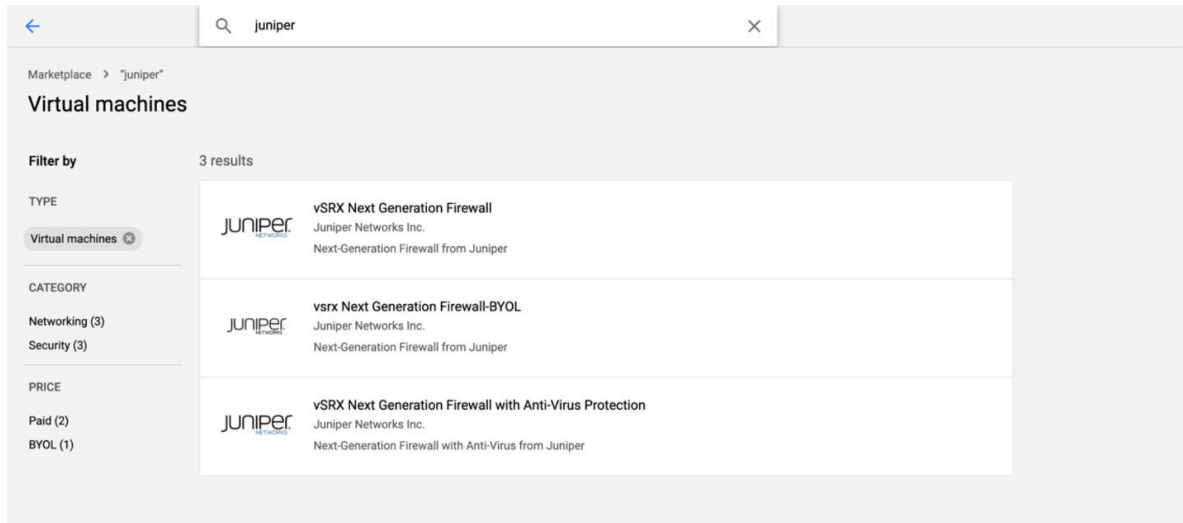 juniper
Marketplace > "juniper"
Virtual machines
Filter by
3 results
TYPE
Virtual machines
CATEGORY
Networking (3)
Security (3)
PRICE
Paid (2)
BYOL (1)
JUNIPER NETWORKS
vSRX Next Generation Firewall
Juniper Networks Inc.
Next-Generation Firewall from Juniper
JUNIPER NETWORKS
vsrx Next Generation Firewall-BYOL
Juniper Networks Inc.
Next-Generation Firewall from Juniper
JUNIPER NETWORKS
vSRX Next Generation Firewall with Anti-Virus Protection
Juniper Networks Inc.
Next-Generation Firewall with Anti-Virus from Juniper